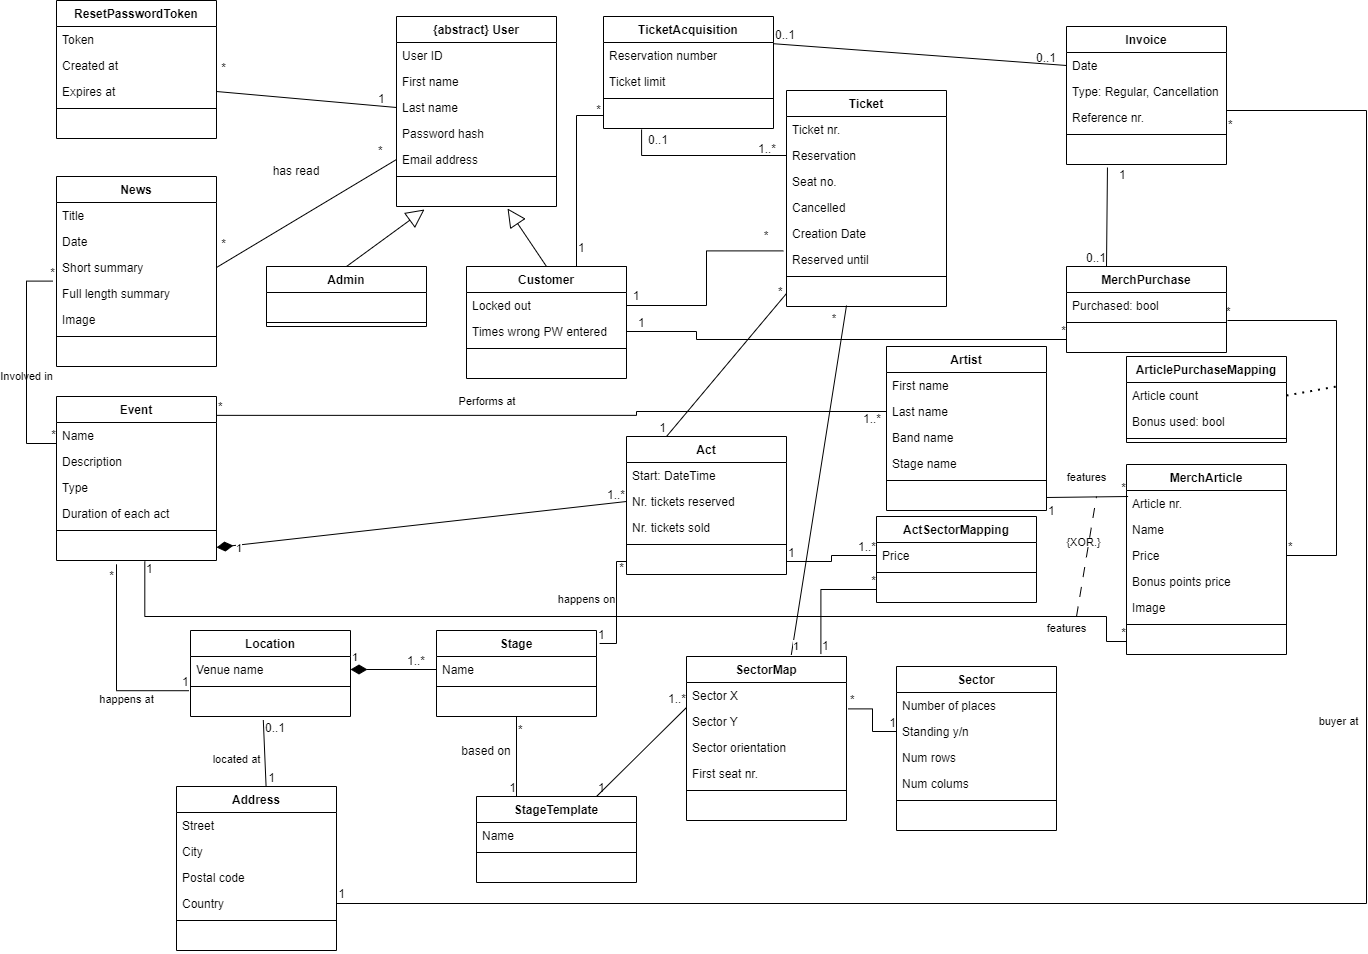 ResetPasswordToken
Token
Created at
Expires at
*
1
{abstract} User
User ID
First name
Last name
Password hash
Email address
TicketAcquisition
Reservation number
Ticket limit
0..1
0..1
Invoice
Date
Type: Regular, Cancellation
Reference nr.
*
1
0..1
Ticket
Ticket nr.
Reservation
Seat no.
Cancelled
Creation Date
Reserved until
*
0..1
1..*
*
has read
*
News
Title
Date
Short summary
Full length summary
Image
*
Involved in
*
Admin
1
Customer
Locked out
Times wrong PW entered
1
*
1
*
MerchPurchase
Purchased: bool
*
*
*
ArticlePurchaseMapping
Article count
Bonus used: bool
Artist
First name
Last name
Band name
Stage name
Event
Name
Description
Type
Duration of each act
*
Performs at
1..*
1
Act
Start: DateTime
Nr. tickets reserved
Nr. tickets sold
1..*
1
features
1
*
{XOR.}
MerchArticle
Article nr.
Name
Price
Bonus points price
Image
*
ActSectorMapping
Price
1
1..*
*
*
1
happens on
features
*
*
1
Location
Venue name
1
1..*
Stage
Name
1
1
happens at
SectorMap
Sector X
Sector Y
Sector orientation
First seat nr.
1
1
1..*
*
1
Sector
Number of places
Standing y/n
Num rows
Num colums
buyer at
0..1
located at
1
*
based on
1
1
StageTemplate
Name
Address
Street
City
Postal code
Country
1